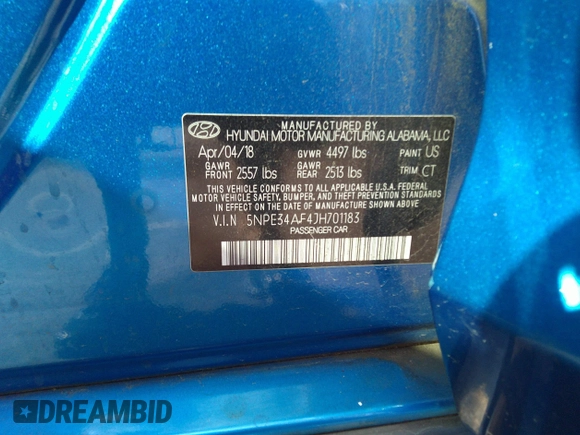 MANUFACTURED BY
HYUNDAI MOTOR MANUFACTURING ALABAMA, LLC
Apr/04/18 GVWR 4497 lbs PAINT US
GAWR FRONT 2557 lbs GAWR REAR 2513 lbs TRIM CT
THIS VEHICLE CONFORMS TO ALL APPLICABLE U.S.A. FEDERAL
MOTOR VEHICLE SAFETY, BUMPER, AND THEFT PREVENTION STANDARDS
IN EFFECT ON THE DATE OF MANUFACTURE SHOWN ABOVE.
V.I.N 5NPE34AF4JH701183
PASSENGER CAR
DREAMBID